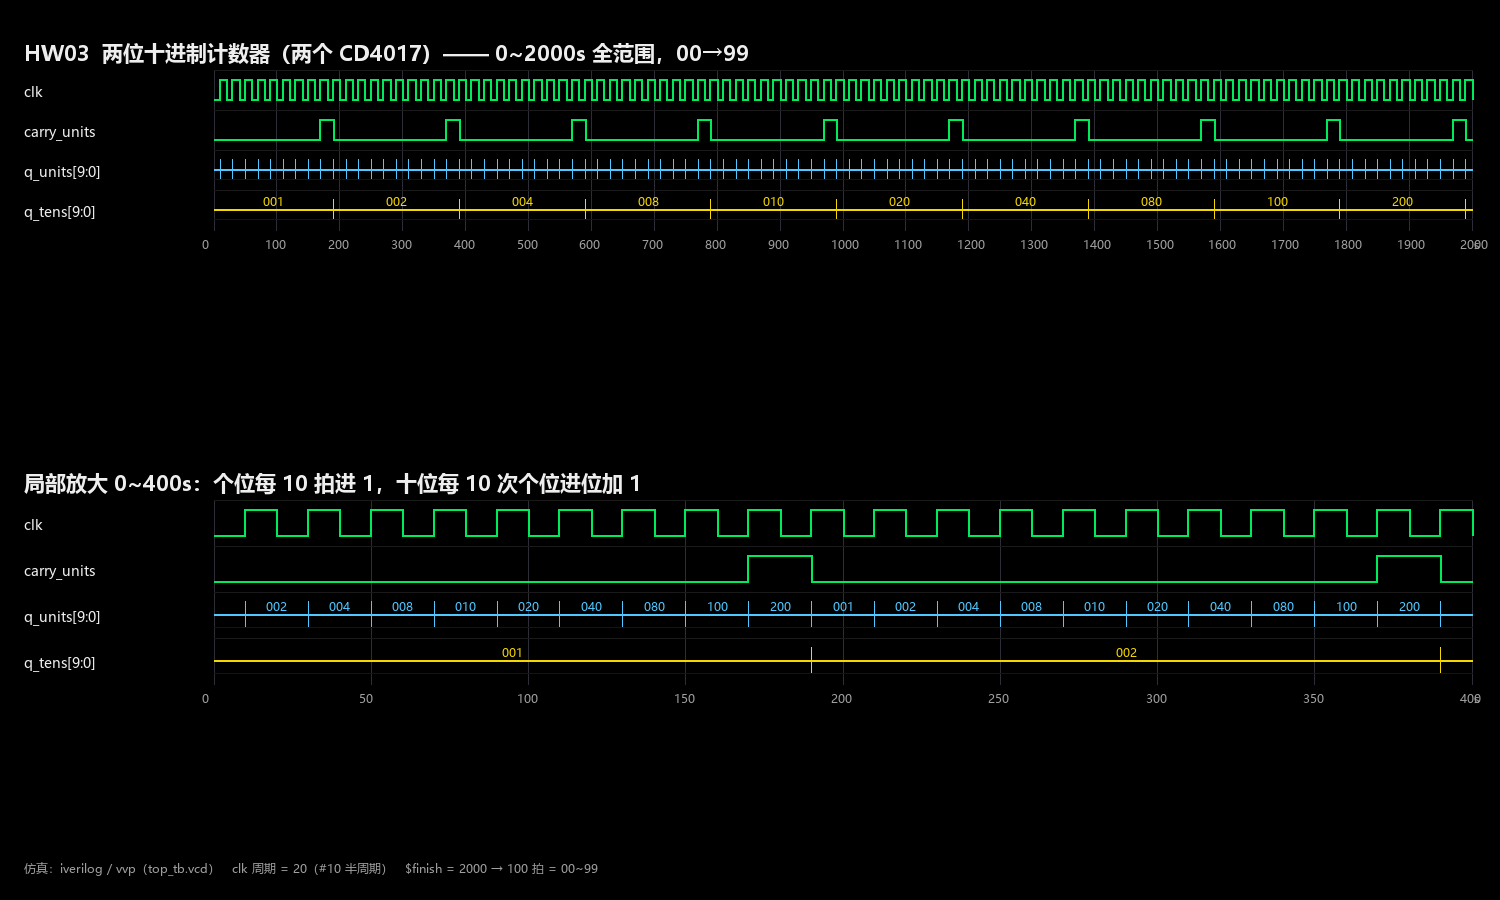 HW03 两位十进制计数器（两个 CD4017）—— 0~2000s 全范围，00→99
clk
carry_units
q_units[9:0]
q_tens[9:0]
001 002 004 008 010 020 040 080 100 200
0 100 200 300 400 500 600 700 800 900 1000 1100 1200 1300 1400 1500 1600 1700 1800 1900 2000
局部放大 0~400s：个位每 10 拍进 1，十位每 10 次个位进位加 1
clk
carry_units
q_units[9:0]
002 004 008 010 020 040 080 100 200 001 002 004 008 010 020 040 080 100 200
q_tens[9:0]
001 002
0 50 100 150 200 250 300 350 400
仿真：iverilog / vvp（top_tb.vcd） clk 周期 = 20（#10 半周期） $finish = 2000 → 100 拍 = 00~99